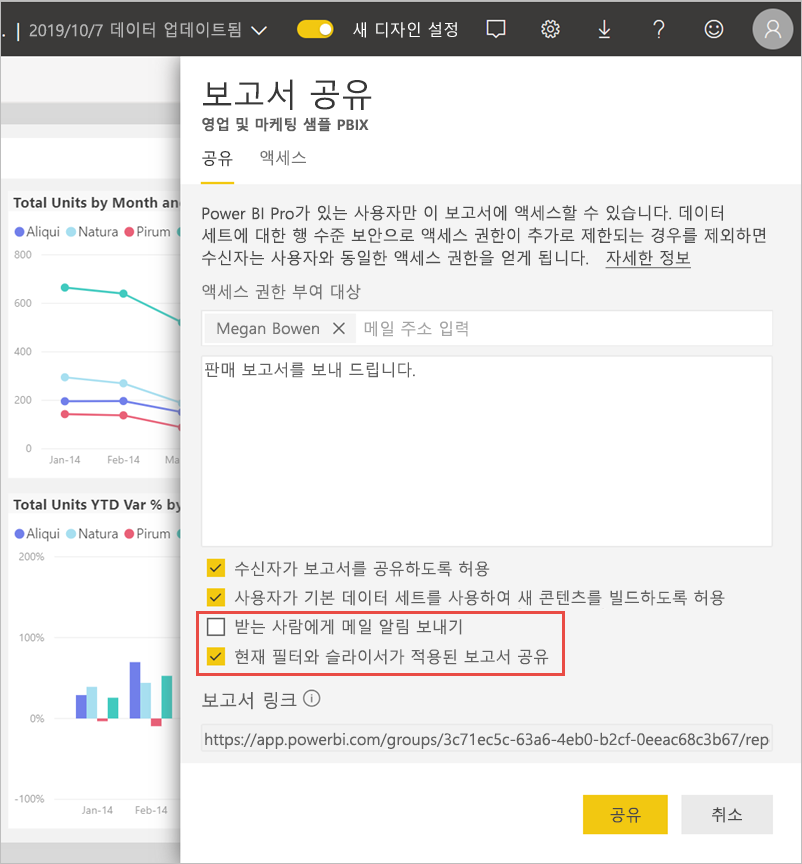 . | 2019/10/7 데이터 업데이트됨 새 디자인 설정 ?
보고서 공유
영업 및 마케팅 샘플 PBIX
공유 액세스
Power BI Pro가 있는 사용자만 이 보고서에 액세스할 수 있습니다. 데이터
세트에 대한 행 수준 보안으로 액세스 권한이 추가로 제한되는 경우를 제외하면
수신자는 사용자와 동일한 액세스 권한을 얻게 됩니다. 자세한 정보
액세스 권한 부여 대상
Megan Bowen 메일 주소 입력
판매 보고서를 보내 드립니다.
수신자가 보고서를 공유하도록 허용
사용자가 기본 데이터 세트를 사용하여 새 콘텐츠를 빌드하도록 허용
받는 사람에게 메일 알림 보내기
현재 필터와 슬라이서가 적용된 보고서 공유
보고서 링크
https://app.powerbi.com/groups/3c71ec5c-63a6-4eb0-b2cf-0eeac68c3b67/rep
공유 취소
Total Units by Month and
Aliqui Natura Pirum
800
600
400
200
0
Jan-14 Feb-14 Ma
Total Units YTD Var % by
Aliqui Natura Pirum
200%
100%
0%
-100%
Jan-14 Feb-14